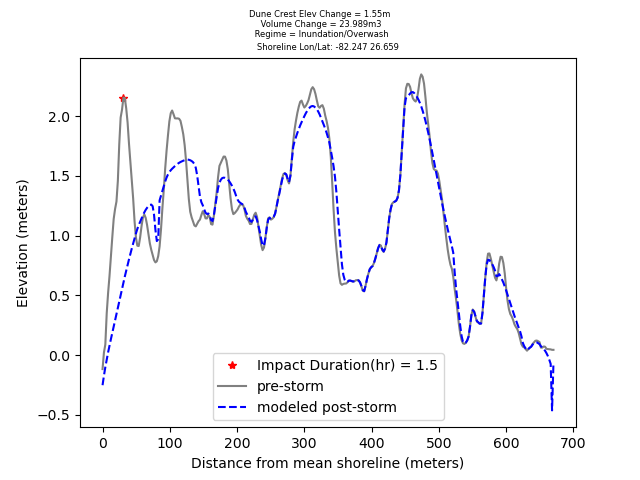 Dune Crest Elev Change = 1.55m
Volume Change = 23.989m3
Regime = Inundation/Overwash
Shoreline Lon/Lat: -82.247 26.659
Elevation (meters)
2.0
1.5
1.0
0.5
0.0
−0.5
Impact Duration(hr) = 1.5
pre-storm
modeled post-storm
0 100 200 300 400 500 600 700
Distance from mean shoreline (meters)